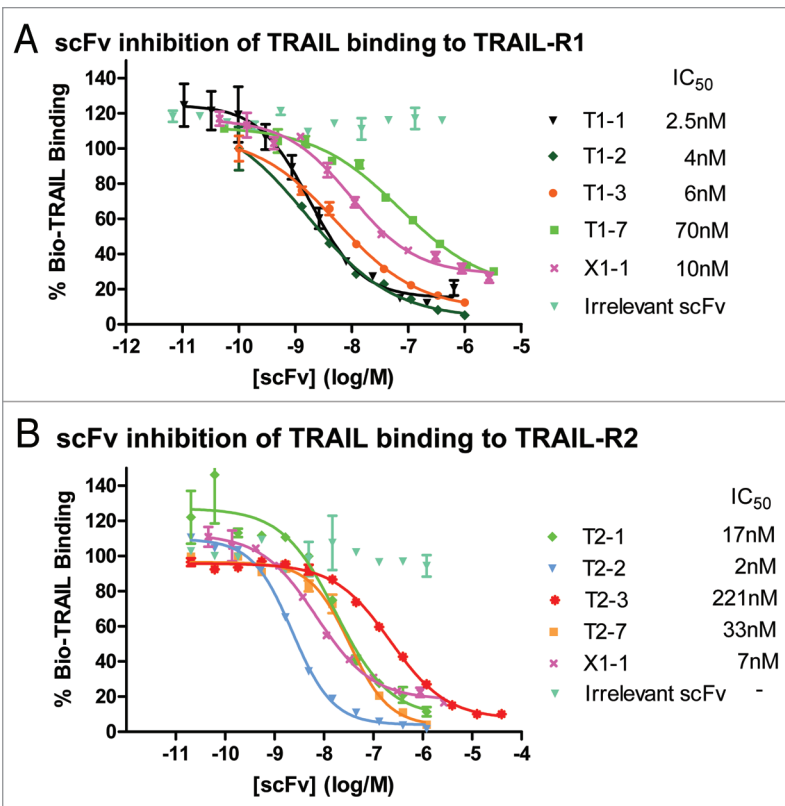 A scFv inhibition of TRAIL binding to TRAIL-R1
IC50
% Bio-TRAIL Binding
140
120
100
80
60
40
20
0
-12 -11 -10 -9 -8 -7 -6 -5
[scFv] (log/M)
T1-1 2.5nM
T1-2 4nM
T1-3 6nM
T1-7 70nM
X1-1 10nM
Irrelevant scFv
B scFv inhibition of TRAIL binding to TRAIL-R2
IC50
% Bio-TRAIL Binding
140
120
100
80
60
40
20
0
-11 -10 -9 -8 -7 -6 -5 -4
[scFv] (log/M)
T2-1 17nM
T2-2 2nM
T2-3 221nM
T2-7 33nM
X1-1 7nM
Irrelevant scFv -